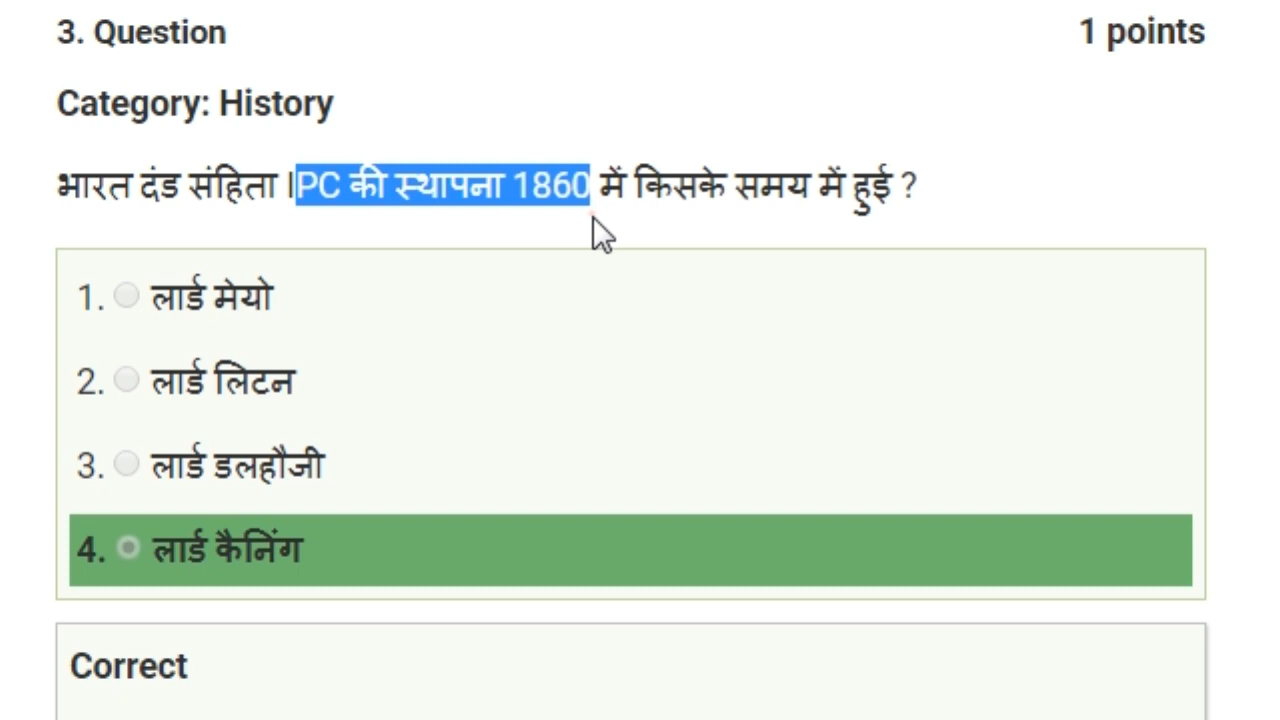 3. Question 1 points
Category: History
भारत दंड संहिता IPC की स्थापना 1860 में किसके समय में हुई ?
1. लार्ड मेयो
2. लार्ड लिटन
3. लार्ड डलहौजी
4. लार्ड कैनिंग
Correct